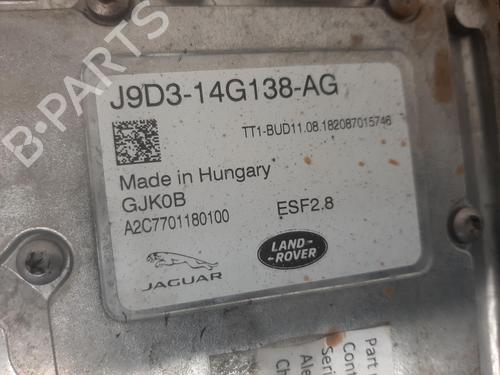 B-PARTS
J9D3-14G138-AG
TT1-BUD11.08.182087015746
Made in Hungary
GJK0B
A2C7701180100
ESF2.8
JAGUAR
LAND-
-ROVER
Part
Cont
Seri
Ale
Ch